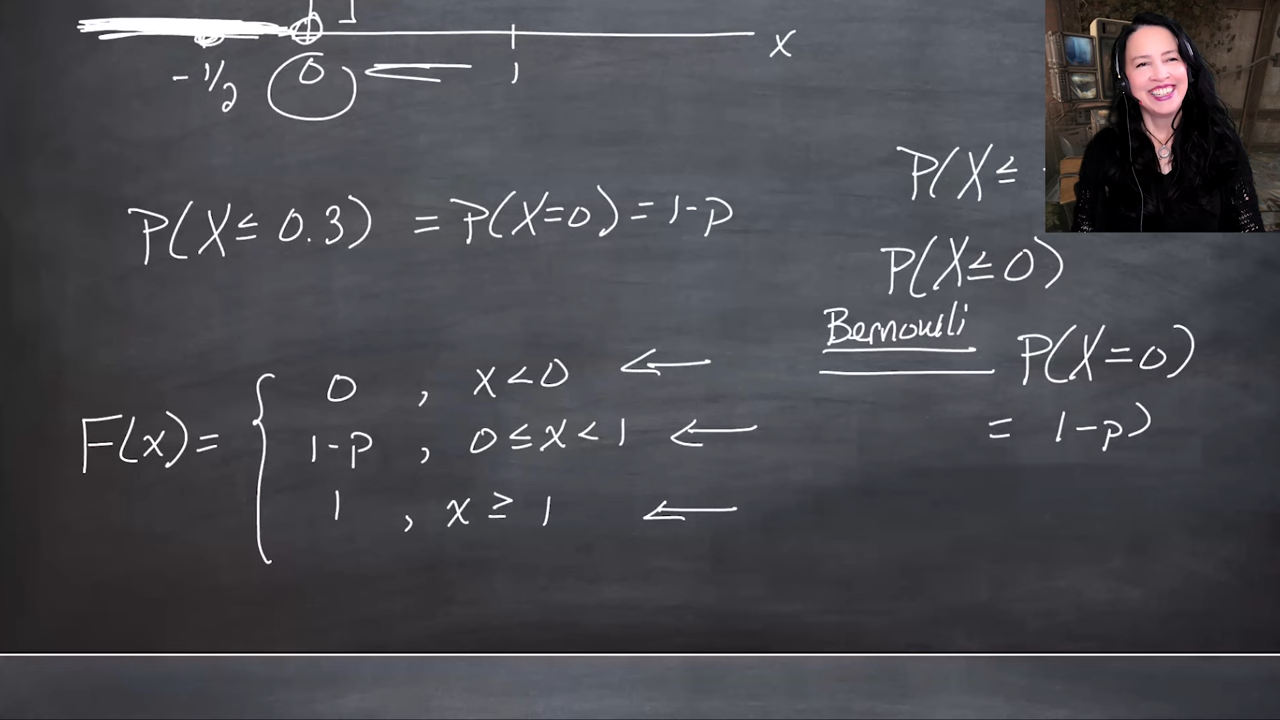 x
-1/2 0 1
P(X≤
P(X≤ 0.3) = P(X=0) = 1-p
P(X≤0)
Bernoulli
P(X=0)
= 1-p)
F(x) = {
0 , x<0 ←
1-p , 0≤x<1 ←
1 , x ≥ 1 ←